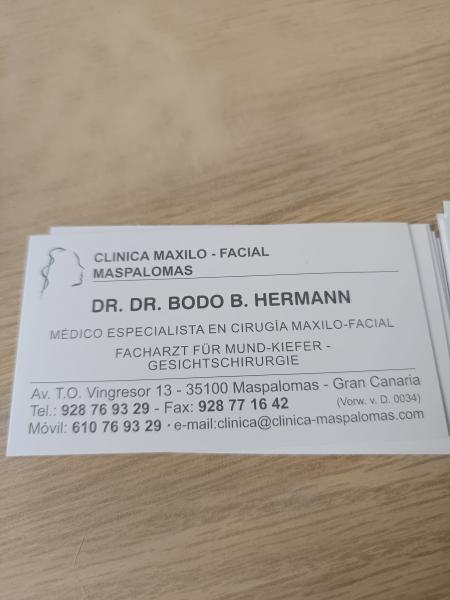 CLINICA MAXILO - FACIAL
MASPALOMAS
DR. DR. BODO B. HERMANN
MÉDICO ESPECIALISTA EN CIRUGÍA MAXILO-FACIAL
FACHARZT FÜR MUND-KIEFER -
GESICHTSCHIRURGIE
Av. T.O. Vingresor 13 - 35100 Maspalomas - Gran Canaria
Tel.: 928 76 93 29 - Fax: 928 77 16 42 (Vorw. v. D. 0034)
Móvil: 610 76 93 29 · e-mail:clinica@clinica-maspalomas.com